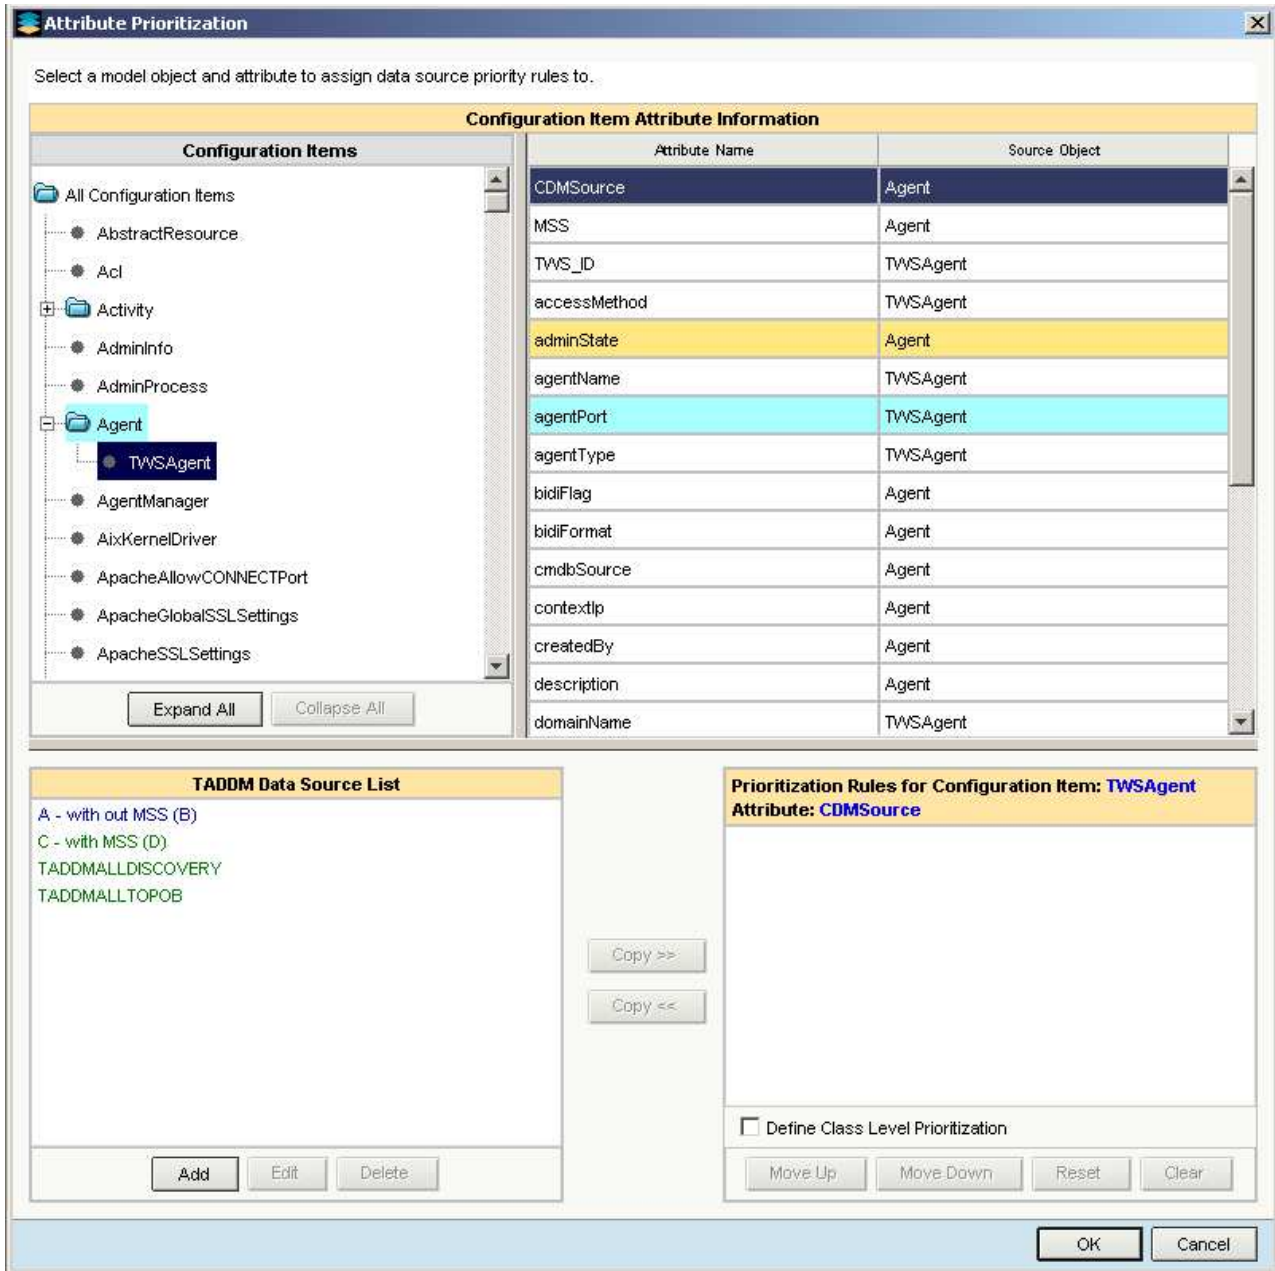 Attribute Prioritization
Select a model object and attribute to assign data source priority rules to.
Configuration Item Attribute Information
Configuration Items
All Configuration Items
AbstractResource
Acl
Activity
AdminInfo
AdminProcess
Agent
TWSAgent
AgentManager
AixKernelDriver
ApacheAllowCONNECTPort
ApacheGlobalSSLSettings
ApacheSSLSettings
Expand All Collapse All
Attribute Name Source Object
CDMSource Agent
MSS Agent
TWS_ID TWSAgent
accessMethod TWSAgent
adminState Agent
agentName TWSAgent
agentPort TWSAgent
agentType TWSAgent
bidiFlag Agent
bidiFormat Agent
cmdbSource Agent
contextIp Agent
createdBy Agent
description Agent
domainName TWSAgent
TADDM Data Source List
A - with out MSS (B)
C - with MSS (D)
TADDMALLDISCOVERY
TADDMALLTOPOB
Add Edit Delete
Copy >>
Copy <<
Prioritization Rules for Configuration Item: TWSAgent
Attribute: CDMSource
Define Class Level Prioritization
Move Up Move Down Reset Clear
OK Cancel